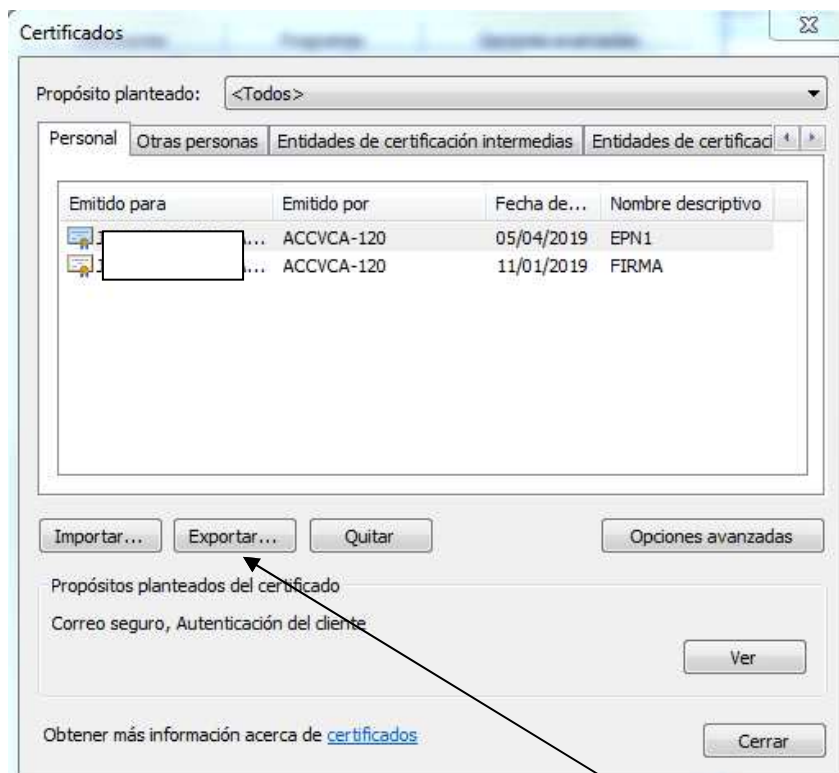 Certificados
Propósito planteado: <Todos>
Personal Otras personas Entidades de certificación intermedias Entidades de certificaci
Emitido para Emitido por Fecha de... Nombre descriptivo
... ACCVCA-120 05/04/2019 EPN1
... ACCVCA-120 11/01/2019 FIRMA
Importar... Exportar... Quitar Opciones avanzadas
Propósitos planteados del certificado
Correo seguro, Autenticación del cliente
Ver
Obtener más información acerca de certificados
Cerrar